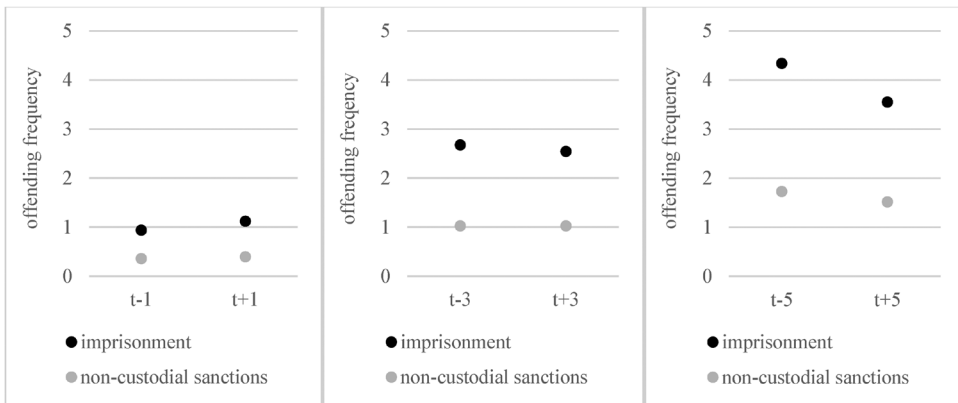 offending frequency
5
4
3
2
1
0
t-1
t+1
imprisonment
non-custodial sanctions
offending freqency
5
4
3
2
1
0
t-3
t+3
imprisonment
non-custodial sanctions
offending frequency
5
4
3
2
1
0
t-5
t+5
imprisonment
non-custodial sanctions